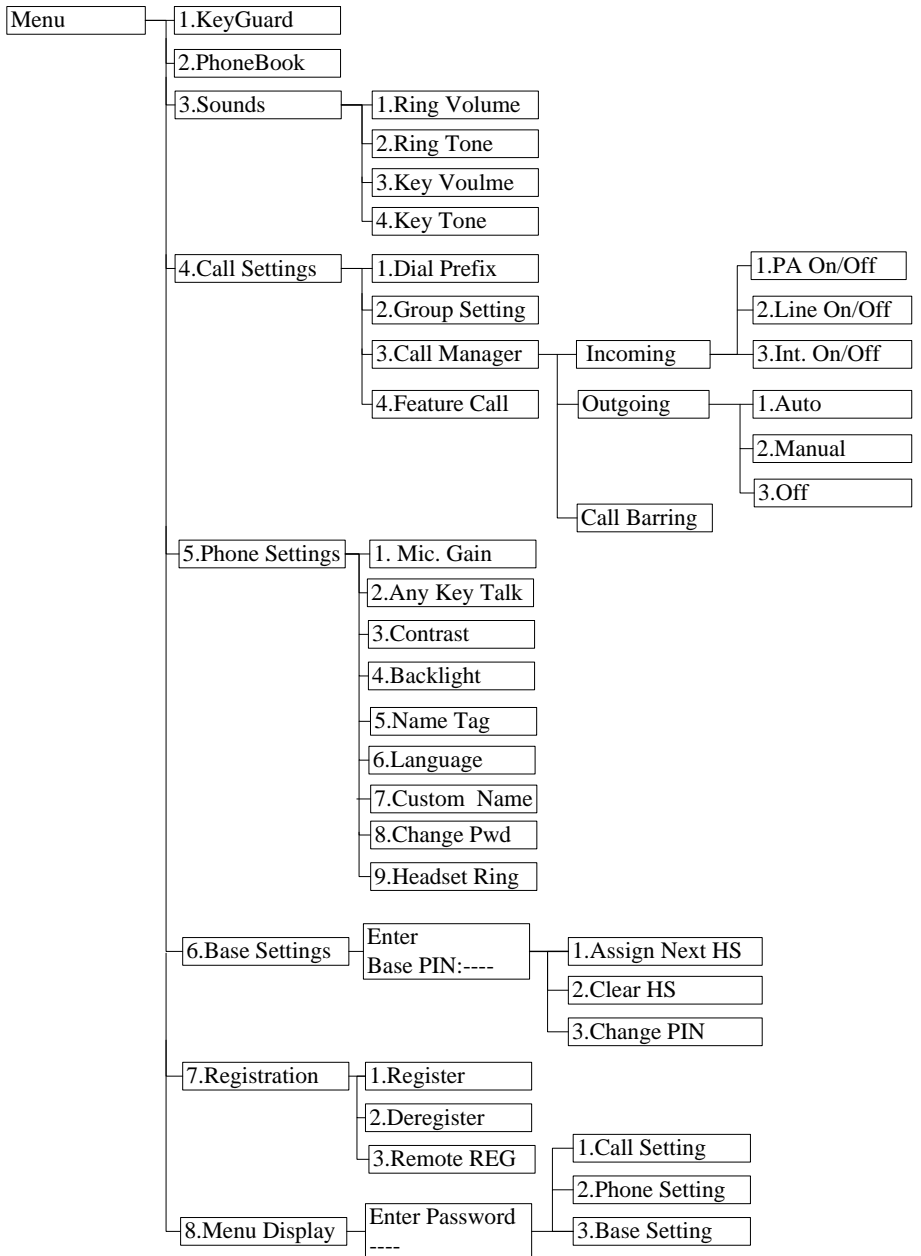 Menu
1.KeyGuard
2.PhoneBook
3.Sounds
1.Ring Volume
2.Ring Tone
3.Key Voulme
4.Key Tone
4.Call Settings
1.Dial Prefix
2.Group Setting
3.Call Manager
Incoming
1.PA On/Off
2.Line On/Off
3.Int. On/Off
Outgoing
1.Auto
2.Manual
3.Off
Call Barring
4.Feature Call
5.Phone Settings
1. Mic. Gain
2.Any Key Talk
3.Contrast
4.Backlight
5.Name Tag
6.Language
7.Custom Name
8.Change Pwd
9.Headset Ring
6.Base Settings
Enter
Base PIN:----
1.Assign Next HS
2.Clear HS
3.Change PIN
7.Registration
1.Register
2.Deregister
3.Remote REG
8.Menu Display
Enter Password
----
1.Call Setting
2.Phone Setting
3.Base Setting